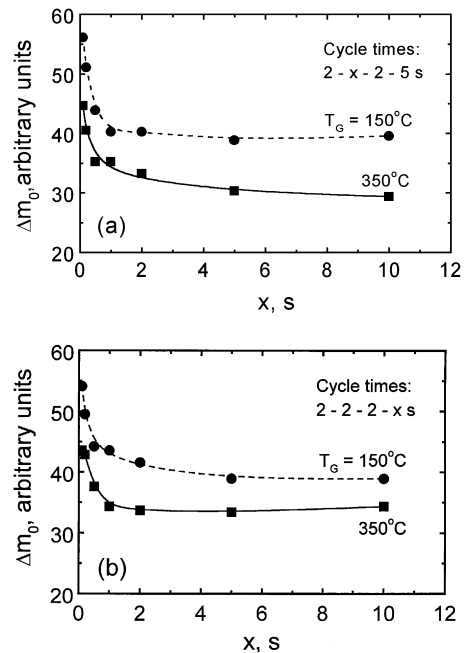 60
50
40
30
20
Δm₀, arbitrary units
Cycle times:
2 - x - 2 - 5 s
T_G = 150°C
350°C
(a)
0 2 4 6 8 10 12
x, s
60
50
40
30
20
Δm₀, arbitrary units
Cycle times:
2 - 2 - 2 - x s
T_G = 150°C
350°C
(b)
0 2 4 6 8 10 12
x, s